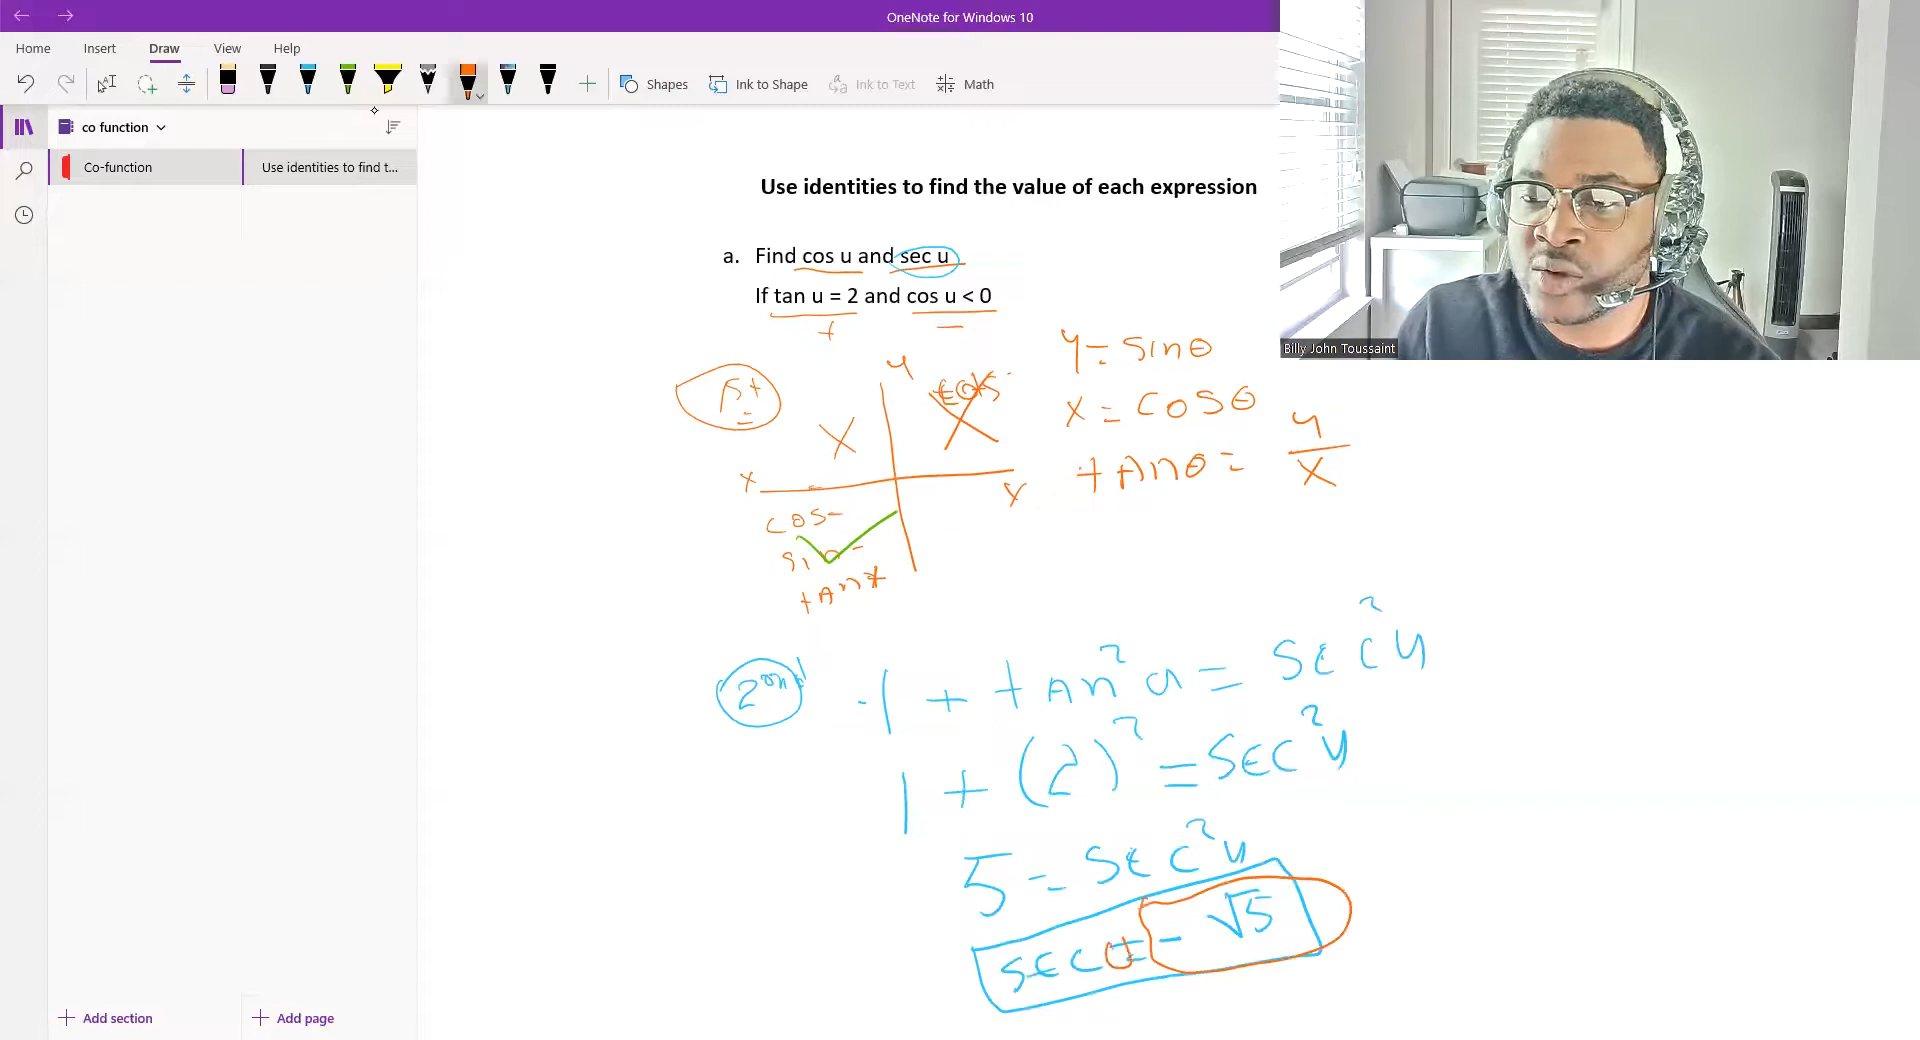 OneNote for Windows 10
Home Insert Draw View Help
Shapes Ink to Shape Ink to Text Math
co function
Co-function
Use identities to find t...
Use identities to find the value of each expression
a. Find cos u and sec u
If tan u = 2 and cos u < 0
+ −
y = sinθ
x = cosθ
tanθ = y/x
y
x x
cos -
sin -
tan +
2nd 1 + tan² u = sec² u
1 + (2)² = sec² u
5 = sec² u
sec u = - √5
Billy John Toussaint
Add section
Add page